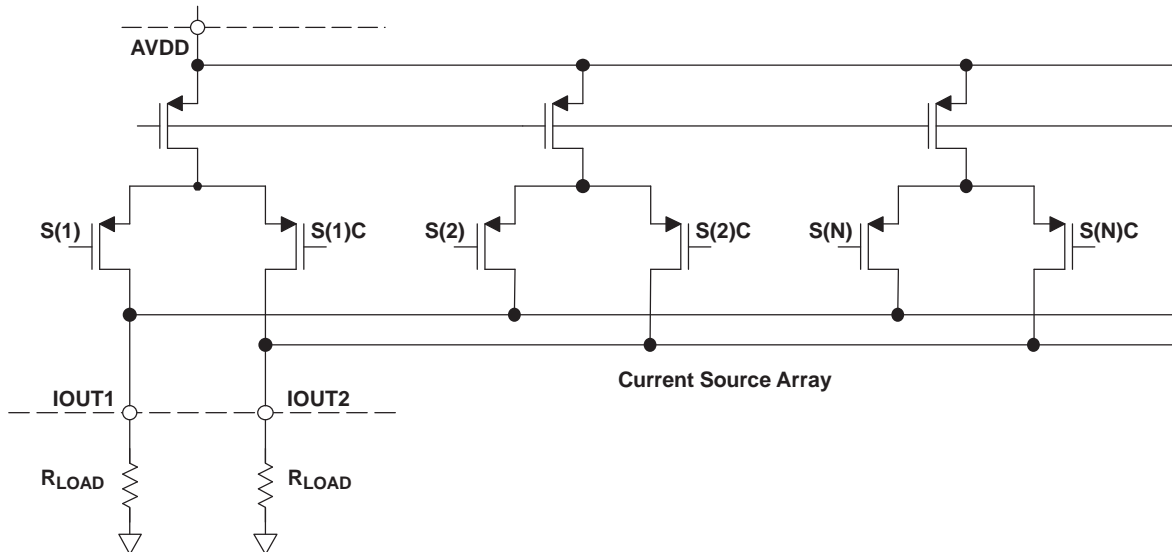 AVDD
S(1)
S(1)C
S(2)
S(2)C
S(N)
S(N)C
Current Source Array
IOUT1
IOUT2
RLOAD
RLOAD